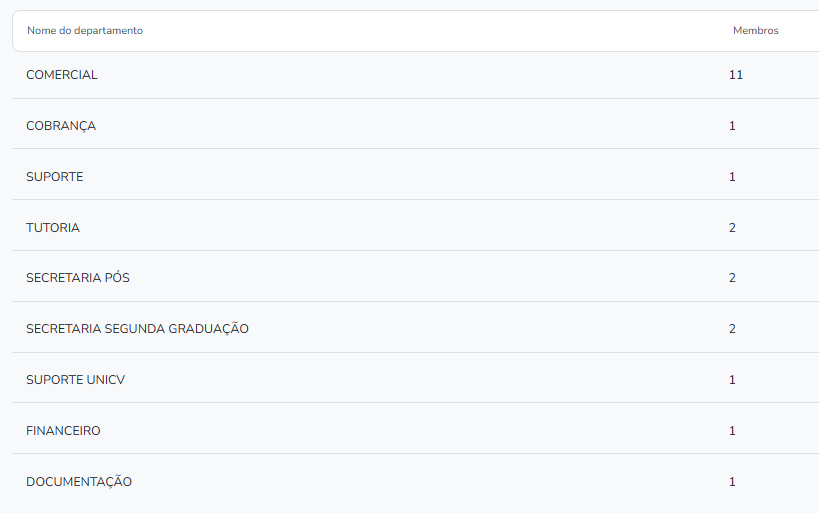 Nome do departamento Membros
COMERCIAL 11
COBRANÇA 1
SUPORTE 1
TUTORIA 2
SECRETARIA PÓS 2
SECRETARIA SEGUNDA GRADUAÇÃO 2
SUPORTE UNICV 1
FINANCEIRO 1
DOCUMENTAÇÃO 1